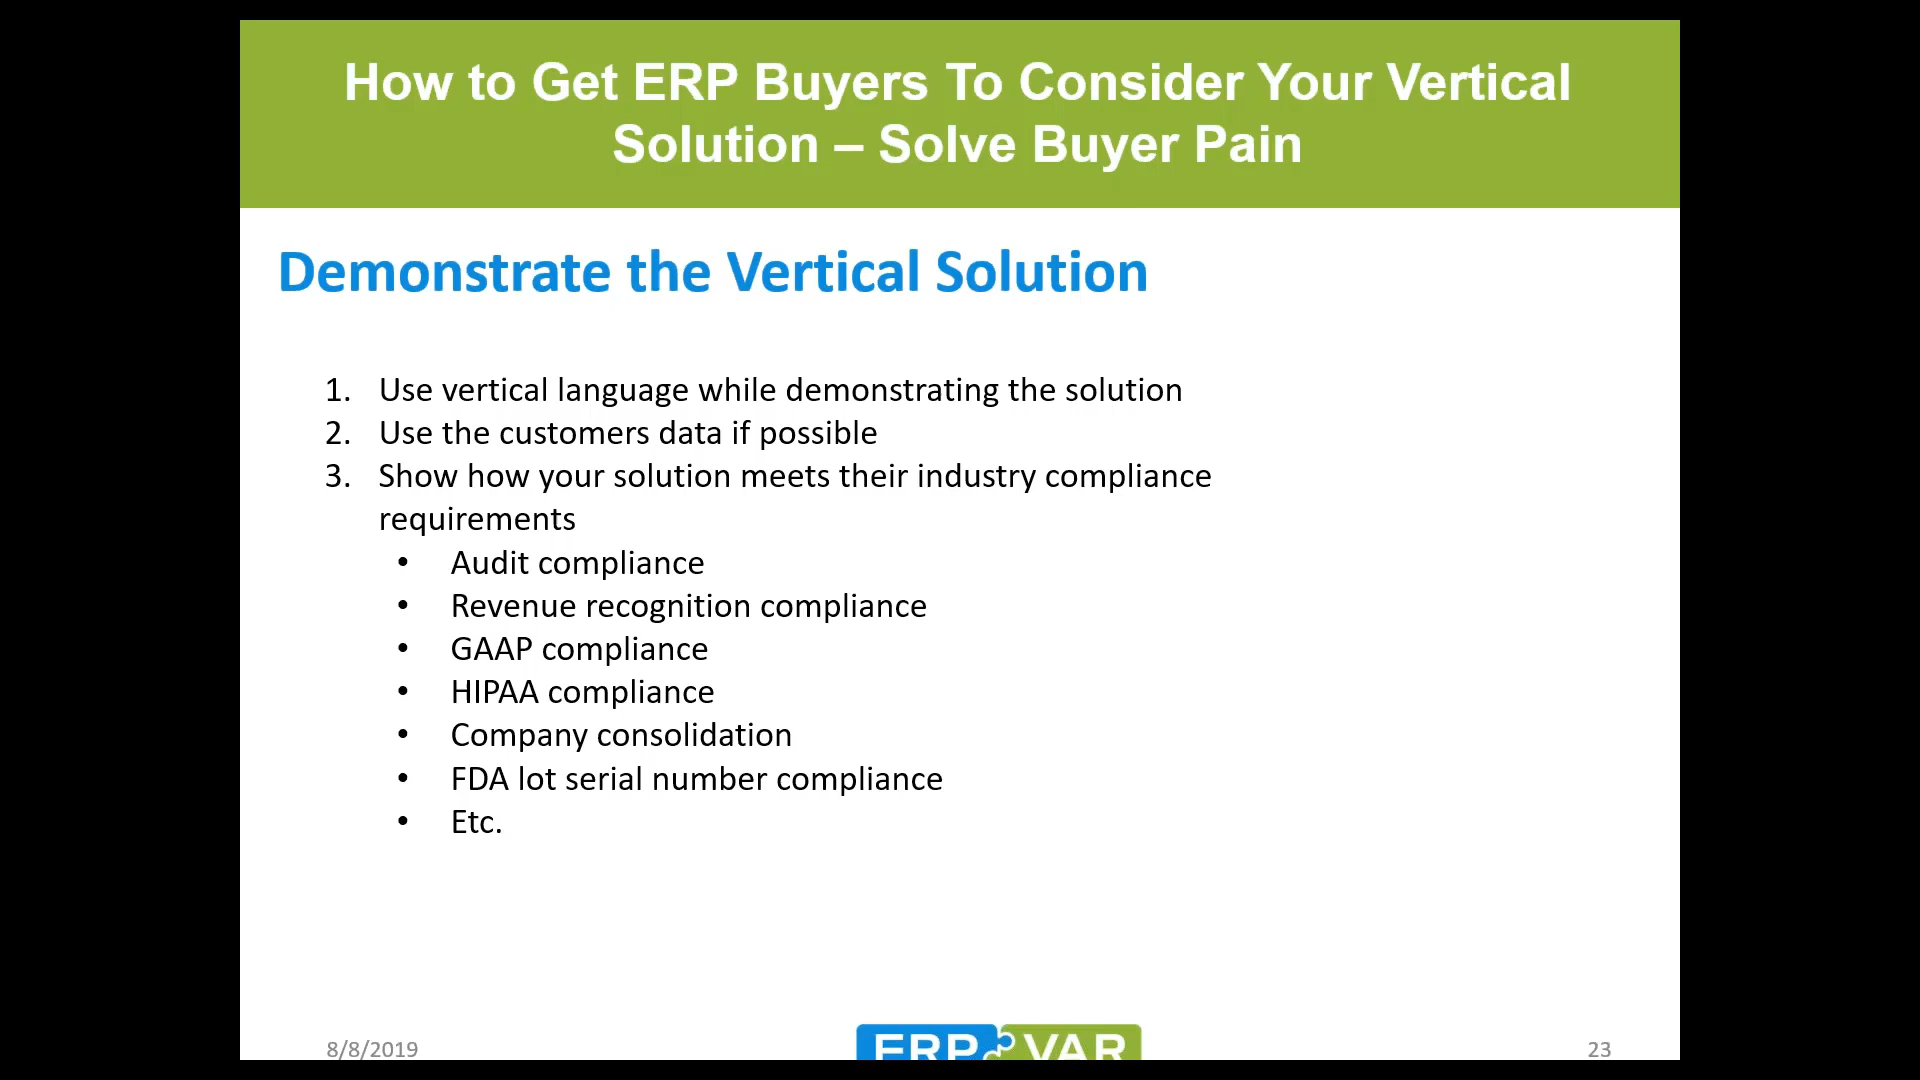 How to Get ERP Buyers To Consider Your Vertical
Solution – Solve Buyer Pain
Demonstrate the Vertical Solution
1. Use vertical language while demonstrating the solution
2. Use the customers data if possible
3. Show how your solution meets their industry compliance
requirements
• Audit compliance
• Revenue recognition compliance
• GAAP compliance
• HIPAA compliance
• Company consolidation
• FDA lot serial number compliance
• Etc.
8/8/2019
ERP VAR
23